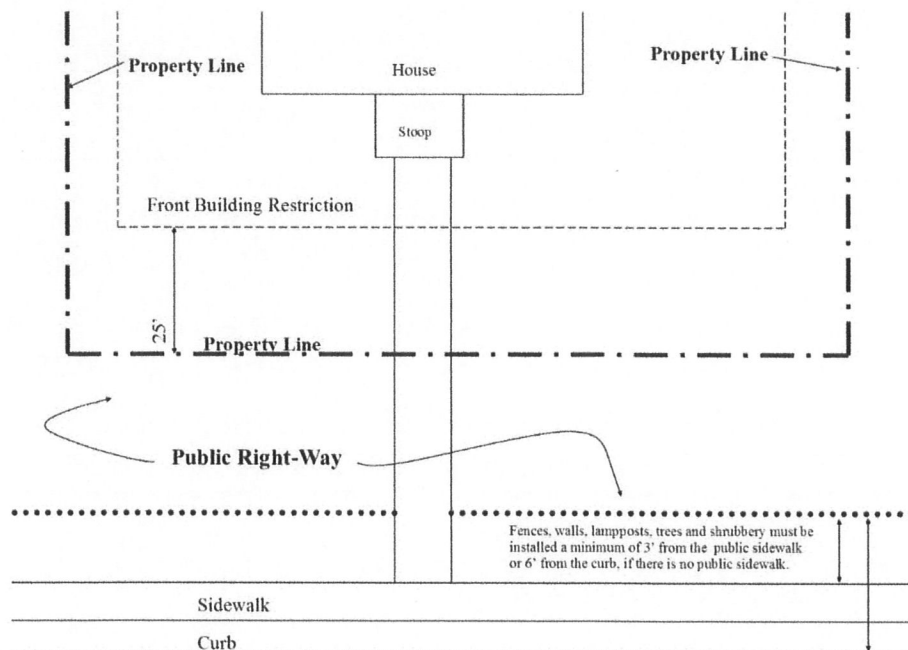 Property Line
House
Property Line
Stoop
Front Building Restriction
25'
Property Line
Public Right-Way
Fences, walls, lampposts, trees and shrubbery must be
installed a minimum of 3' from the public sidewalk
or 6' from the curb, if there is no public sidewalk.
Sidewalk
Curb